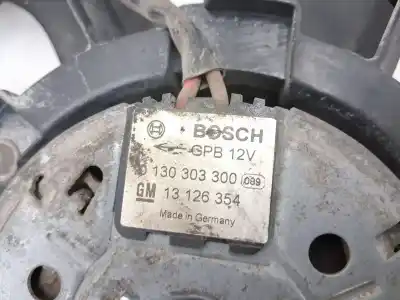 BOSCH
GPB 12V
0 130 303 300 089
GM 13 126 354
Made in Germany